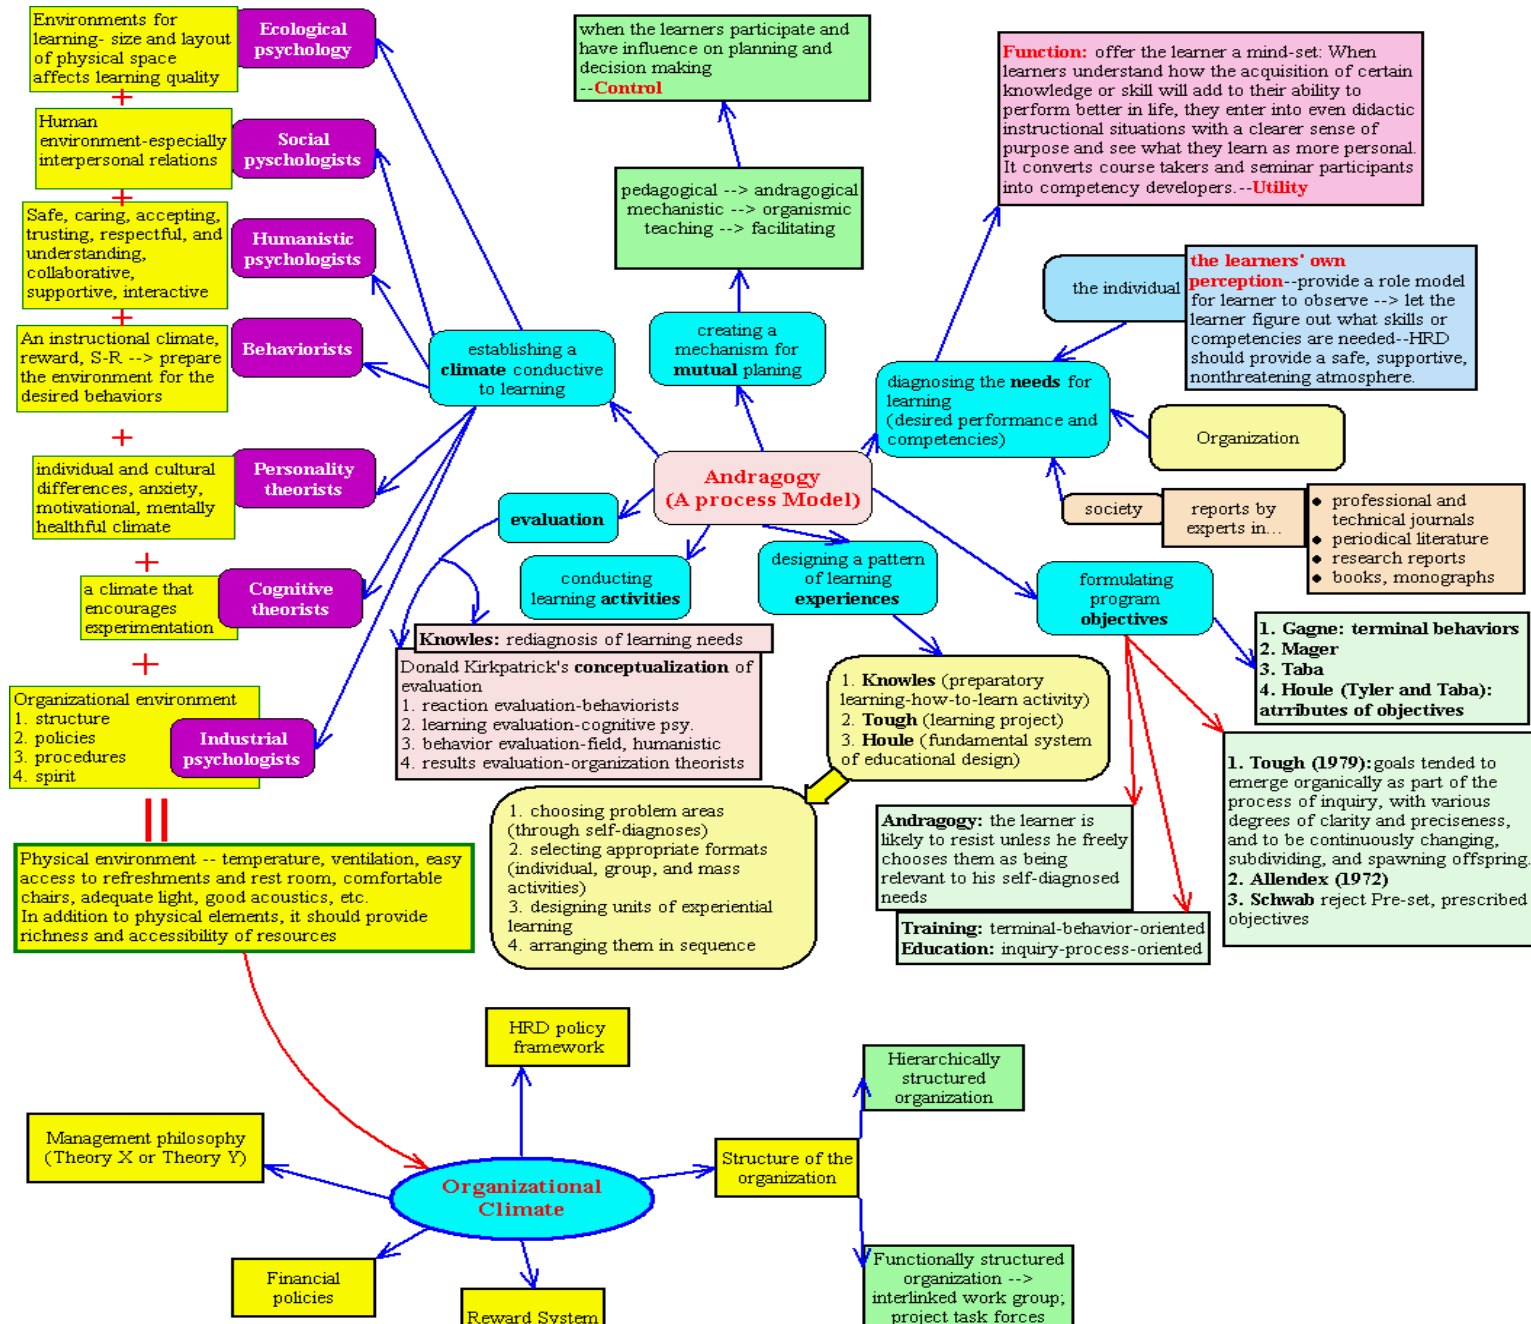 Environments for
learning- size and layout
of physical space
affects learning quality
Ecological
psychology
+
Human
environment-especially
interpersonal relations
Social
pyschologists
+
Safe, caring, accepting,
trusting, respectful, and
understanding,
collaborative,
supportive, interactive
Humanistic
psychologists
+
An instructional climate,
reward, S-R --> prepare
the environment for the
desired behaviors
Behaviorists
+
individual and cultural
differences, anxiety,
motivational, mentally
healthful climate
Personality
theorists
+
a climate that
encourages
experimentation
Cognitive
theorists
+
Organizational environment
1. structure
2. policies
3. procedures
4. spirit
Industrial
psychologists
Physical environment -- temperature, ventilation, easy
access to refreshments and rest room, comfortable
chairs, adequate light, good acoustics, etc.
In addition to physical elements, it should provide
richness and accessibility of resources
establishing a
climate conductive
to learning
when the learners participate and
have influence on planning and
decision making
--Control
pedagogical --> andragogical
mechanistic --> organismic
teaching --> facilitating
creating a
mechanism for
mutual planing
Function: offer the learner a mind-set: When
learners understand how the acquisition of certain
knowledge or skill will add to their ability to
perform better in life, they enter into even didactic
instructional situations with a clearer sense of
purpose and see what they learn as more personal.
It converts course takers and seminar participants
into competency developers.--Utility
the individual
the learners' own
perception--provide a role model
for learner to observe --> let the
learner figure out what skills or
competencies are needed--HRD
should provide a safe, supportive,
nonthreatening atmosphere.
diagnosing the needs for
learning
(desired performance and
competencies)
Organization
society
reports by
experts in...
• professional and
technical journals
• periodical literature
• research reports
• books, monographs
Andragogy
(A process Model)
evaluation
conducting
learning activities
designing a pattern
of learning
experiences
formulating
program
objectives
Knowles: rediagnosis of learning needs
Donald Kirkpatrick's conceptualization of
evaluation
1. reaction evaluation-behaviorists
2. learning evaluation-cognitive psy.
3. behavior evaluation-field, humanistic
4. results evaluation-organization theorists
1. Knowles (preparatory
learning-how-to-learn activity)
2. Tough (learning project)
3. Houle (fundamental system
of educational design)
1. choosing problem areas
(through self-diagnoses)
2. selecting appropriate formats
(individual, group, and mass
activities)
3. designing units of experiential
learning
4. arranging them in sequence
1. Gagne: terminal behaviors
2. Mager
3. Taba
4. Houle (Tyler and Taba):
atrributes of objectives
1. Tough (1979):goals tended to
emerge organically as part of the
process of inquiry, with various
degrees of clarity and preciseness,
and to be continuously changing,
subdividing, and spawning offspring.
2. Allendex (1972)
3. Schwab reject Pre-set, prescribed
objectives
Andragogy: the learner is
likely to resist unless he freely
chooses them as being
relevant to his self-diagnosed
needs
Training: terminal-behavior-oriented
Education: inquiry-process-oriented
HRD policy
framework
Management philosophy
(Theory X or Theory Y)
Organizational
Climate
Structure of the
organization
Hierarchically
structured
organization
Financial
policies
Reward System
Functionally structured
organization -->
interlinked work group;
project task forces